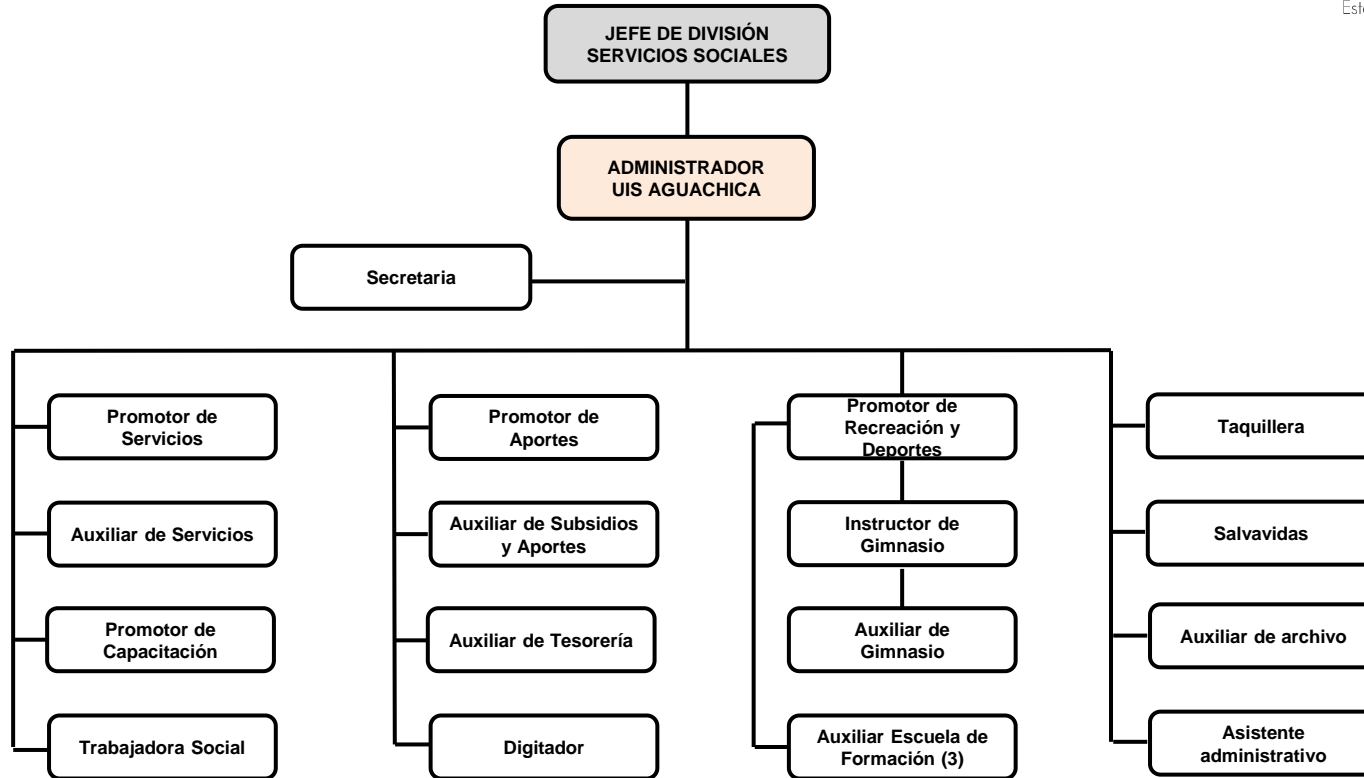 JEFE DE DIVISIÓN
SERVICIOS SOCIALES
ADMINISTRADOR
UIS AGUACHICA
Secretaria
Promotor de
Servicios
Auxiliar de Servicios
Promotor de
Capacitación
Trabajadora Social
Promotor de
Aportes
Auxiliar de Subsidios
y Aportes
Auxiliar de Tesorería
Digitador
Promotor de
Recreación y
Deportes
Instructor de
Gimnasio
Auxiliar de
Gimnasio
Auxiliar Escuela de
Formación (3)
Taquillera
Salvavidas
Auxiliar de archivo
Asistente
administrativo